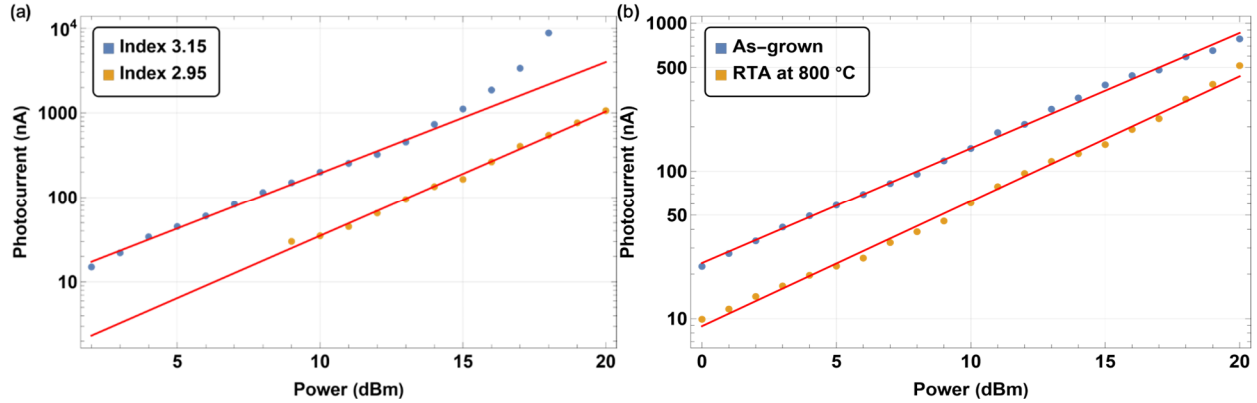 (a)
Index 3.15
Index 2.95
10⁴
1000
100
10
5
10
15
20
Photocurrent (nA)
Power (dBm)
(b)
As-grown
RTA at 800 °C
1000
500
100
50
10
0
5
10
15
20
Photocurrent (nA)
Power (dBm)